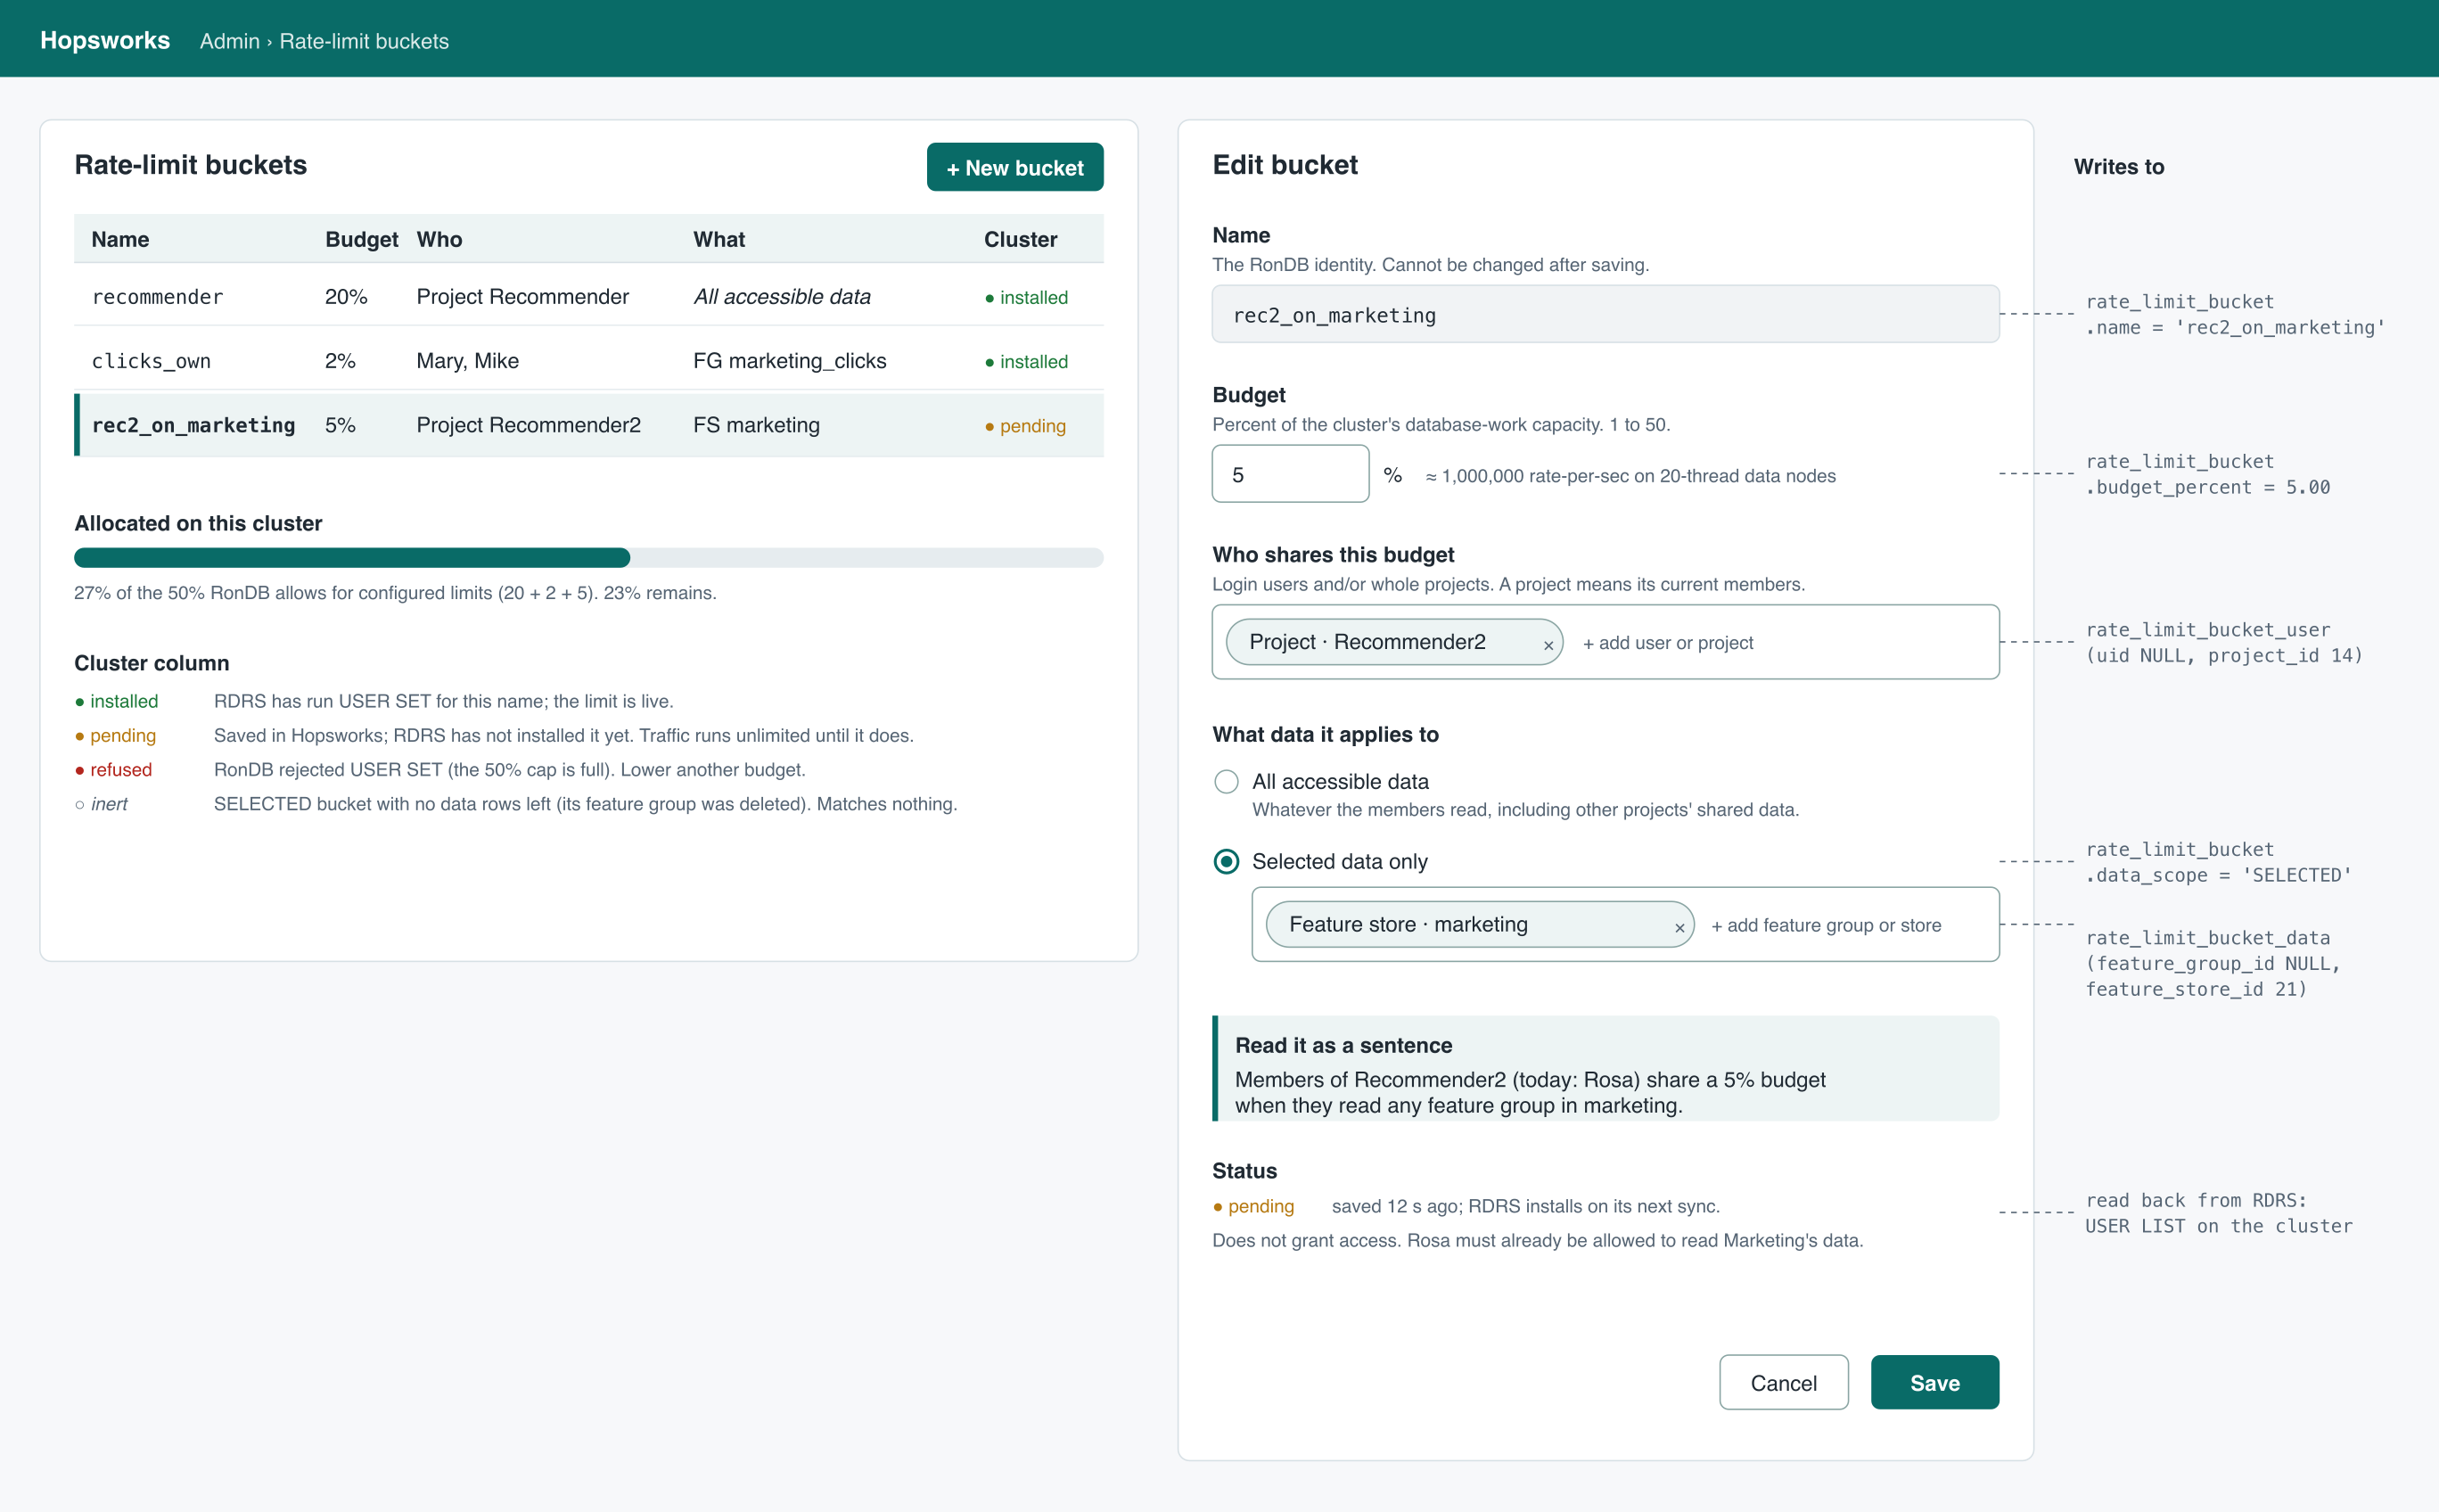 Hopsworks Admin › Rate-limit buckets
Rate-limit buckets
+ New bucket
Name Budget Who What Cluster
recommender 20% Project Recommender All accessible data ● installed
clicks_own 2% Mary, Mike FG marketing_clicks ● installed
rec2_on_marketing 5% Project Recommender2 FS marketing ● pending
Allocated on this cluster
27% of the 50% RonDB allows for configured limits (20 + 2 + 5). 23% remains.
Cluster column
● installed RDRS has run USER SET for this name; the limit is live.
● pending Saved in Hopsworks; RDRS has not installed it yet. Traffic runs unlimited until it does.
● refused RonDB rejected USER SET (the 50% cap is full). Lower another budget.
○ inert SELECTED bucket with no data rows left (its feature group was deleted). Matches nothing.
Edit bucket
Name
The RonDB identity. Cannot be changed after saving.
rec2_on_marketing
Budget
Percent of the cluster's database-work capacity. 1 to 50.
5 % ≈ 1,000,000 rate-per-sec on 20-thread data nodes
Who shares this budget
Login users and/or whole projects. A project means its current members.
Project · Recommender2 × + add user or project
What data it applies to
All accessible data
Whatever the members read, including other projects' shared data.
Selected data only
Feature store · marketing × + add feature group or store
Read it as a sentence
Members of Recommender2 (today: Rosa) share a 5% budget
when they read any feature group in marketing.
Status
● pending saved 12 s ago; RDRS installs on its next sync.
Does not grant access. Rosa must already be allowed to read Marketing's data.
Cancel Save
Writes to
rate_limit_bucket
.name = 'rec2_on_marketing'
rate_limit_bucket
.budget_percent = 5.00
rate_limit_bucket_user
(uid NULL, project_id 14)
rate_limit_bucket
.data_scope = 'SELECTED'
rate_limit_bucket_data
(feature_group_id NULL,
feature_store_id 21)
read back from RDRS:
USER LIST on the cluster